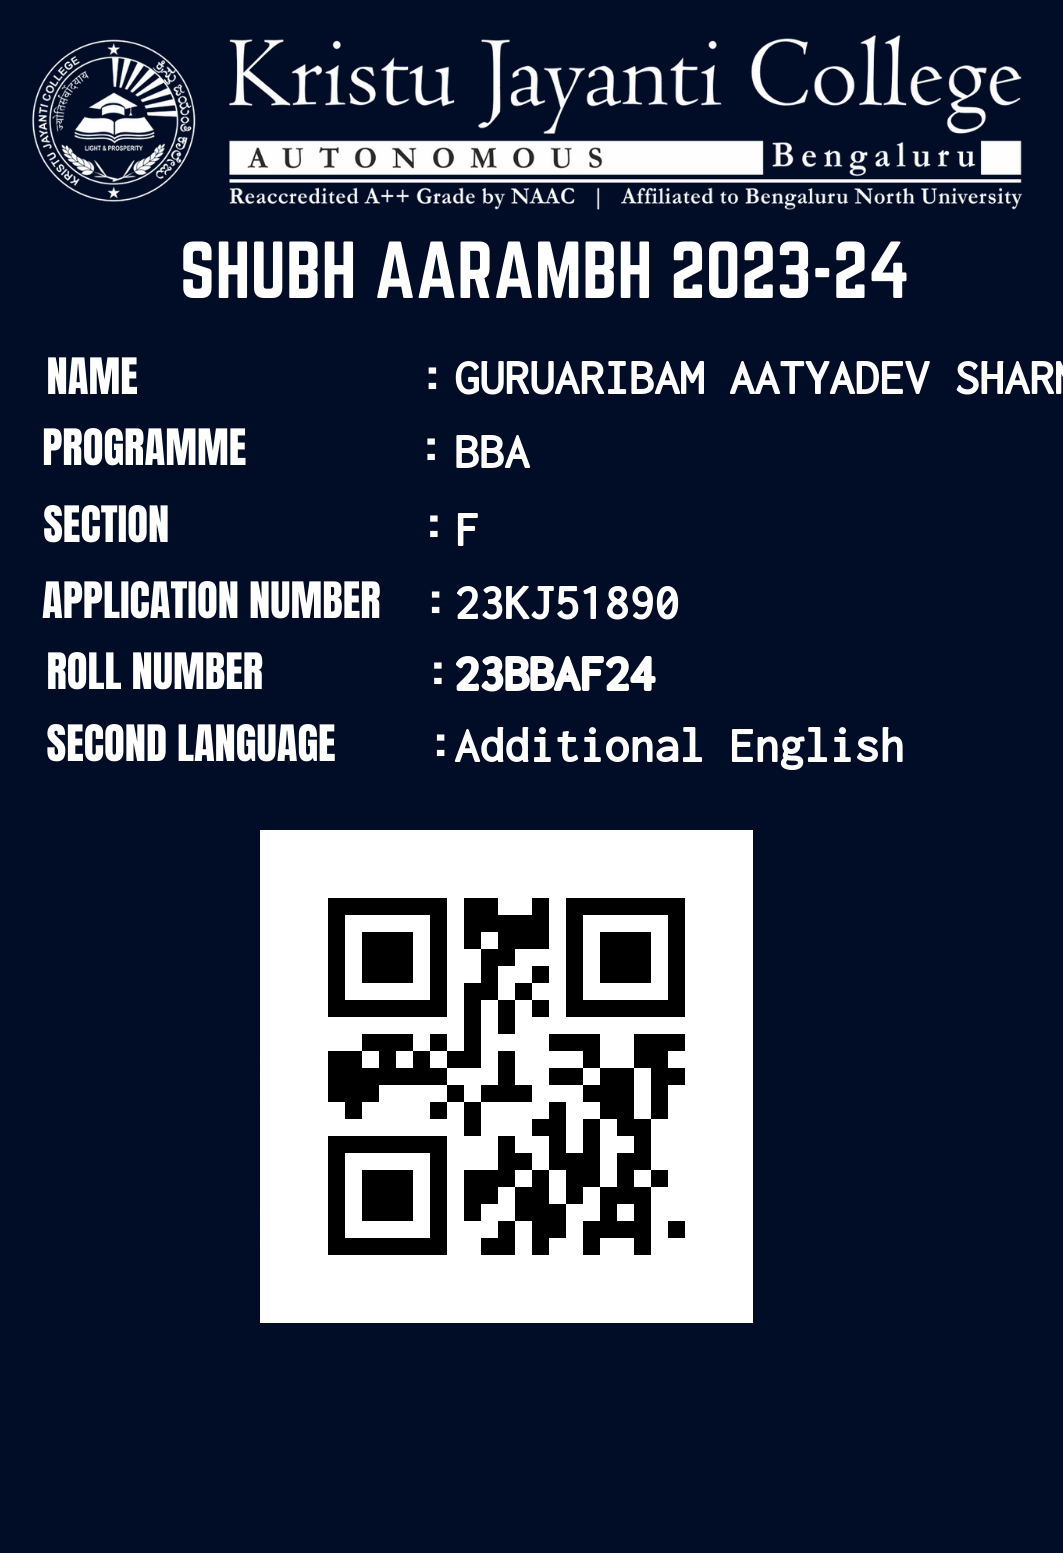 KRISTU JAYANTI COLLEGE
LIGHT & PROSPERITY
Kristu Jayanti College
AUTONOMOUS Bengaluru
Reaccredited A++ Grade by NAAC | Affiliated to Bengaluru North University
SHUBH AARAMBH 2023-24
NAME : GURUARIBAM AATYADEV
PROGRAMME : BBA
SECTION : F
APPLICATION NUMBER : 23KJ51890
ROLL NUMBER : 23BBAF24
SECOND LANGUAGE : Additional English